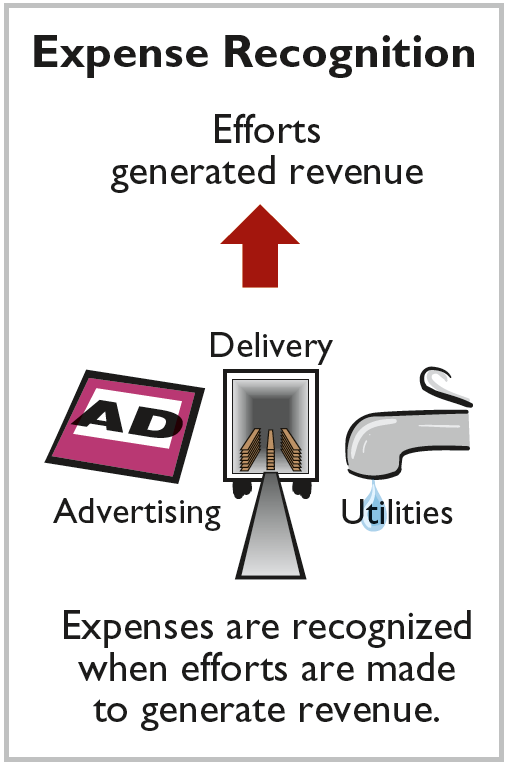 Expense Recognition
Efforts
generated revenue
Delivery
AD
Advertising
Utilities
Expenses are recognized
when efforts are made
to generate revenue.